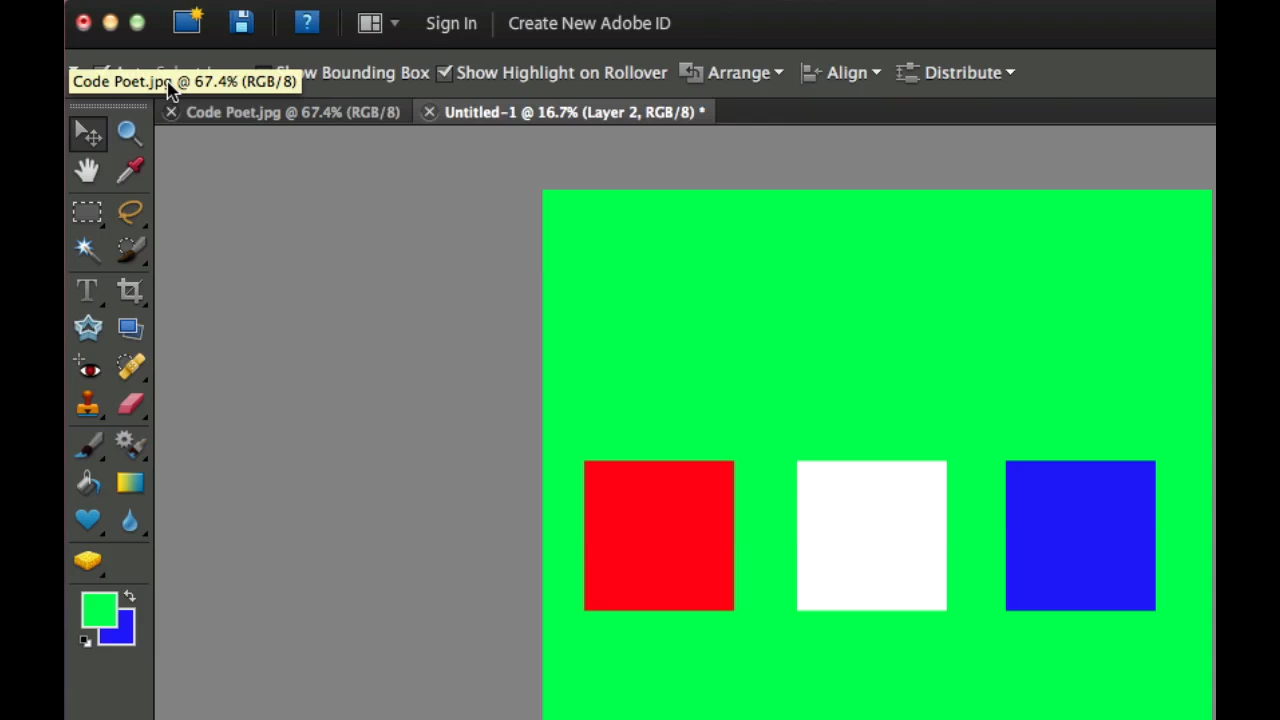 Sign In
Create New Adobe ID
Code Poet.jpg @ 67.4% (RGB/8)
Show Bounding Box
Show Highlight on Rollover
Arrange
Align
Distribute
Code Poet.jpg @ 67.4% (RGB/8)
Untitled-1 @ 16.7% (Layer 2, RGB/8) *